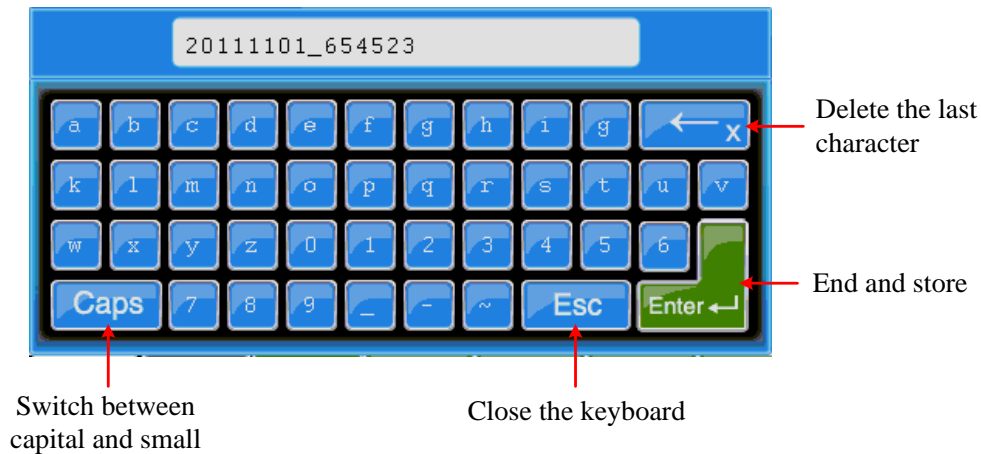 20111101_654523
a b c d e f g h i g ←x
k l m n o p q r s t u v
w x y z 0 1 2 3 4 5 6
Caps 7 8 9 _ - ~ Esc Enter ↵
Delete the last
character
End and store
Switch between
capital and small
Close the keyboard